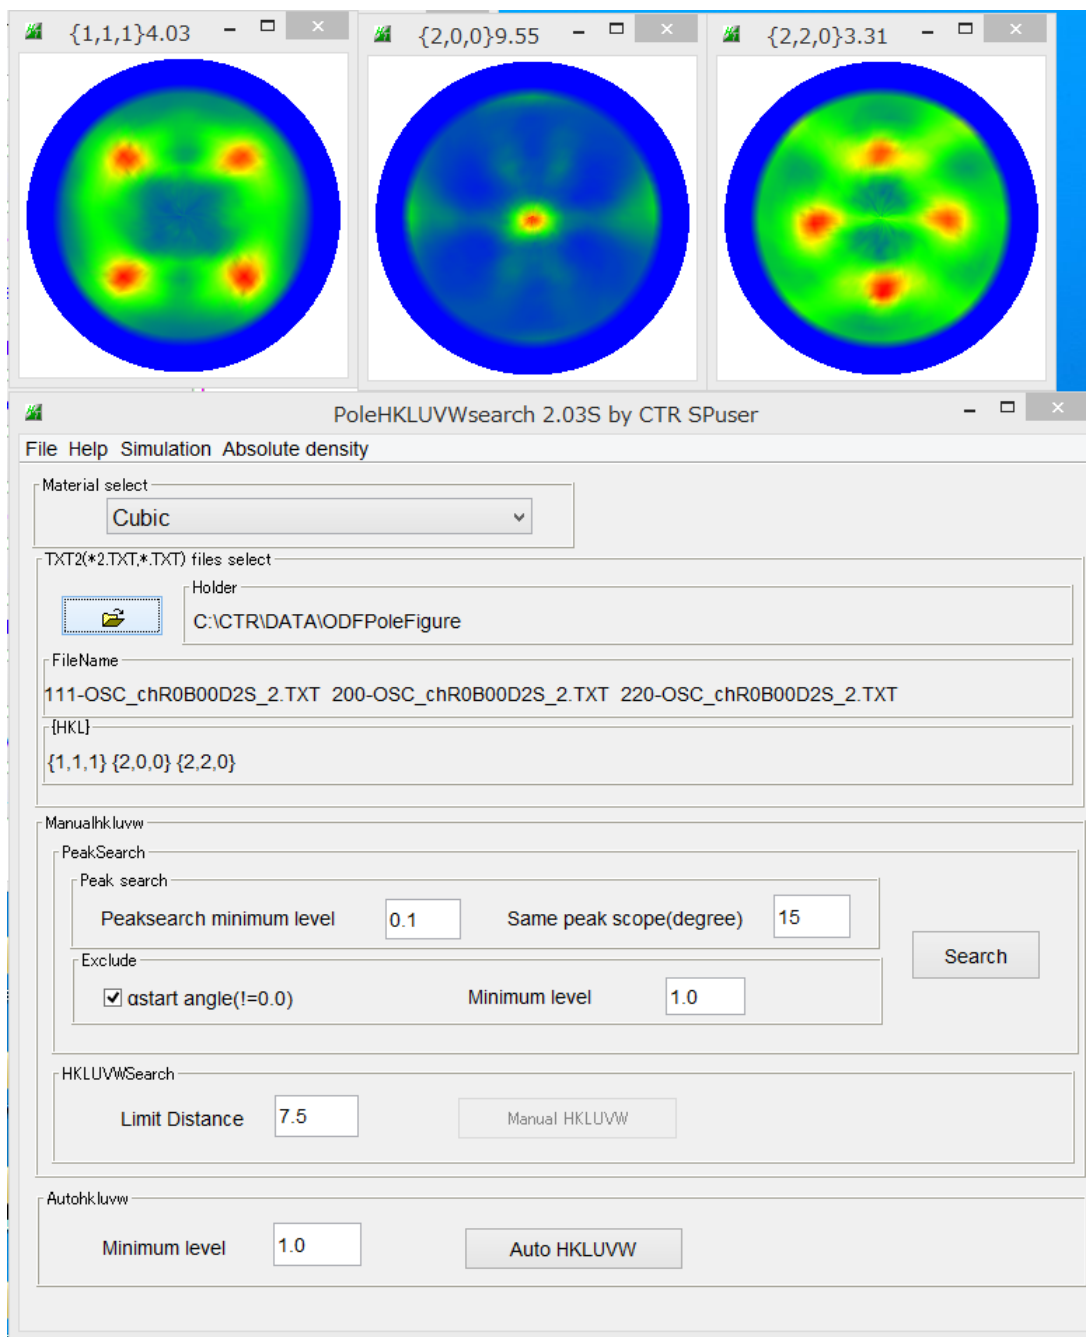 {1,1,1}4.03 {2,0,0}9.55 {2,2,0}3.31
PoleHKLUVWsearch 2.03S by CTR SPuser
File Help Simulation Absolute density
Material select
Cubic
TXT2(*2.TXT,*.TXT) files select
Holder
C:\CTR\DATA\ODFPoleFigure
FileName
111-OSC_chR0B00D2S_2.TXT 200-OSC_chR0B00D2S_2.TXT 220-OSC_chR0B00D2S_2.TXT
{HKL}
{1,1,1} {2,0,0} {2,2,0}
Manualhkluvw
PeakSearch
Peak search
Peaksearch minimum level 0.1 Same peak scope(degree) 15
Search
Exclude
αstart angle(!=0.0) Minimum level 1.0
HKLUVWSearch
Limit Distance 7.5 Manual HKLUVW
Autohkluvw
Minimum level 1.0 Auto HKLUVW